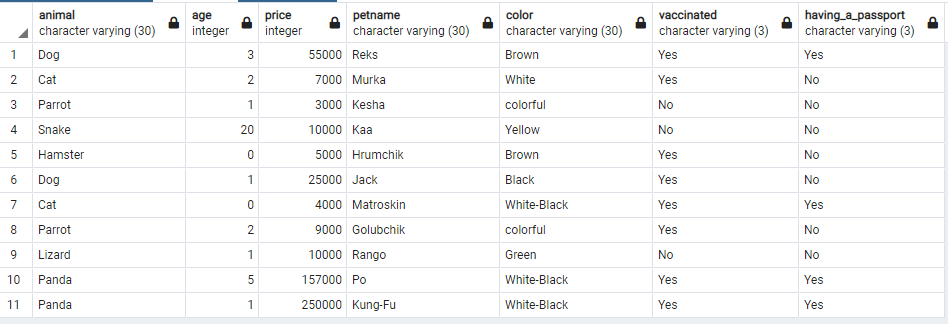 animal age price petname color vaccinated having_a_passport
character varying (30) integer integer character varying (30) character varying (30) character varying (3) character varying (3)
1 Dog 3 55000 Reks Brown Yes Yes
2 Cat 2 7000 Murka White Yes No
3 Parrot 1 3000 Kesha colorful No No
4 Snake 20 10000 Kaa Yellow No No
5 Hamster 0 5000 Hrumchik Brown Yes No
6 Dog 1 25000 Jack Black Yes No
7 Cat 0 4000 Matroskin White-Black Yes Yes
8 Parrot 2 9000 Golubchik colorful Yes No
9 Lizard 1 10000 Rango Green No No
10 Panda 5 157000 Po White-Black Yes Yes
11 Panda 1 250000 Kung-Fu White-Black Yes Yes